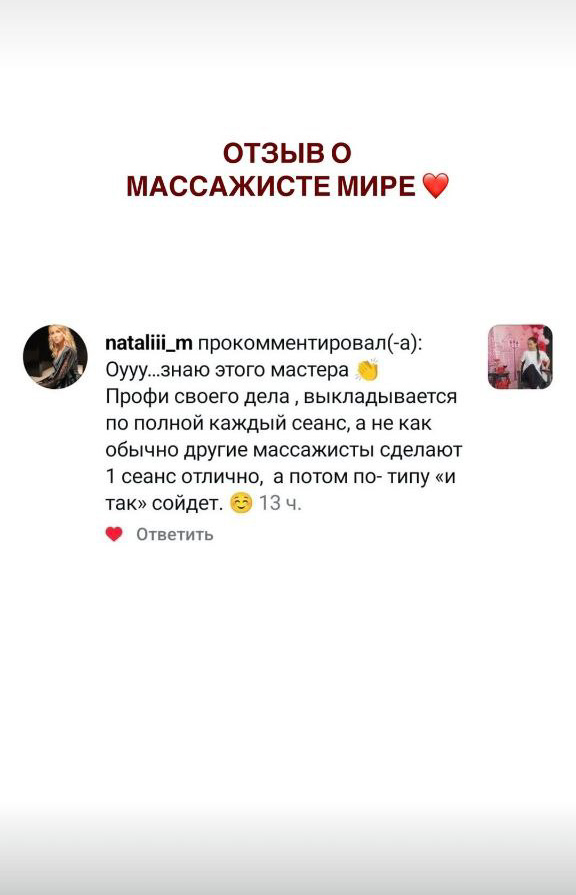 ОТЗЫВ О
МАССАЖИСТЕ МИРЕ ❤️
nataliii_m прокомментировал(-а):
Оууу...знаю этого мастера 👏
Профи своего дела , выкладывается
по полной каждый сеанс, а не как
обычно другие массажисты сделают
1 сеанс отлично, а потом по- типу «и
так» сойдет. ☺️ 13 ч.
Ответить